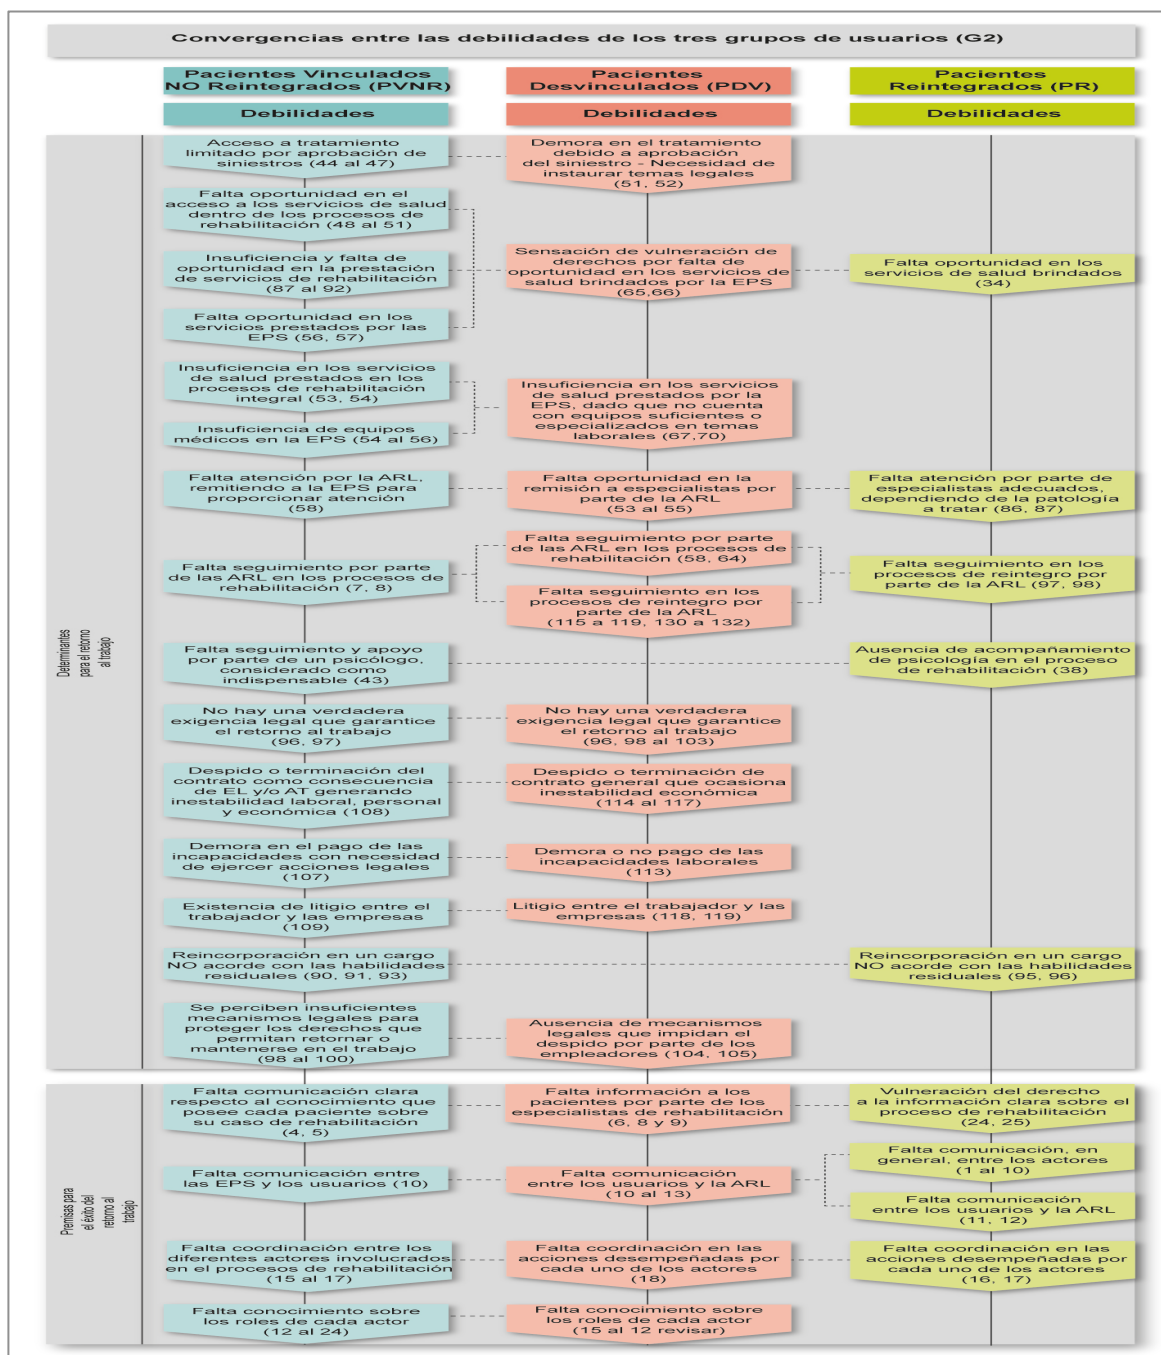 Convergencias entre las debilidades de los tres grupos de usuarios (G2)
Pacientes Vinculados
NO Reintegrados (PVNR)
Pacientes
Desvinculados (PDV)
Pacientes
Reintegrados (PR)
Debilidades
Debilidades
Debilidades
Determinantes
para el retorno
al trabajo
Acceso a tratamiento
limitado por aprobación de
siniestros (44 al 47)
Demora en el tratamiento
debido a aprobación
del siniestro - Necesidad de
instaurar temas legales
(51, 52)
Falta oportunidad en el
acceso a los servicios de salud
dentro de los procesos de
rehabilitación (48 al 51)
Insuficiencia y falta de
oportunidad en la prestación
de servicios de rehabilitación
(87 al 92)
Sensación de vulneración de
derechos por falta de
oportunidad en los servicios de
salud brindados por la EPS
(65,66)
Falta oportunidad en los
servicios de salud brindados
(34)
Falta oportunidad en los
servicios prestados por las
EPS (56, 57)
Insuficiencia en los servicios
de salud prestados en los
procesos de rehabilitación
integral (53, 54)
Insuficiencia de equipos
médicos en la EPS (54 al 56)
Insuficiencia en los servicios
de salud prestados por la
EPS, dado que no cuenta
con equipos suficientes o
especializados en temas
laborales (67,70)
Falta atención por la ARL,
remitiendo a la EPS para
proporcionar atención
(58)
Falta oportunidad en la
remisión a especialistas por
parte de la ARL
(53 al 55)
Falta atención por parte de
especialistas adecuados,
dependiendo de la patología
a tratar (86, 87)
Falta seguimiento por parte
de las ARL en los procesos de
rehabilitación (7, 8)
Falta seguimiento por parte
de las ARL en los procesos de
rehabilitación (58, 64)
Falta seguimiento en los
procesos de reintegro por
parte de la ARL
(115 a 119, 130 a 132)
Falta seguimiento en los
procesos de reintegro por
parte de la ARL (97, 98)
Falta seguimiento y apoyo
por parte de un psicólogo,
considerado como
indispensable (43)
Ausencia de acompañamiento
de psicología en el proceso
de rehabilitación (38)
No hay una verdadera
exigencia legal que garantice
el retorno al trabajo
(96, 97)
No hay una verdadera
exigencia legal que garantice
el retorno al trabajo
(96, 98 al 103)
Despido o terminación del
contrato como consecuencia
de EL y/o AT generando
inestabilidad laboral, personal
y económica (108)
Despido o terminación de
contrato general que ocasiona
inestabilidad económica
(114 al 117)
Demora en el pago de las
incapacidades con necesidad
de ejercer acciones legales
(107)
Demora o no pago de las
incapacidades laborales
(113)
Existencia de litigio entre el
trabajador y las empresas
(109)
Litigio entre el trabajador y las
empresas (118, 119)
Reincorporación en un cargo
NO acorde con las habilidades
residuales (90, 91, 93)
Reincorporación en un cargo
NO acorde con las habilidades
residuales (95, 96)
Se perciben insuficientes
mecanismos legales para
proteger los derechos que
permitan retornar o
mantenerse en el trabajo
(93 al 100)
Ausencia de mecanismos
legales que impidan el
despido por parte de los
empleadores (104, 105)
Premisas para
el éxito del
retorno al
trabajo
Falta comunicación clara
respecto al conocimiento que
posee cada paciente sobre
su caso de rehabilitación
(4, 5)
Falta información a los
pacientes por parte de los
especialistas de rehabilitación
(6, 8 y 9)
Vulneración del derecho
a la información clara sobre el
proceso de rehabilitación
(24, 25)
Falta comunicación entre
las EPS y los usuarios (10)
Falta comunicación
entre los usuarios y la ARL
(10 al 13)
Falta comunicación, en
general, entre los actores
(1 al 10)
Falta comunicación
entre los usuarios y la ARL
(11, 12)
Falta coordinación entre los
diferentes actores involucrados
en el procesos de rehabilitación
(15 al 17)
Falta coordinación en las
acciones desempeñadas por
cada uno de los actores
(18)
Falta coordinación en las
acciones desempeñadas por
cada uno de los actores
(16, 17)
Falta conocimiento sobre
los roles de cada actor
(12 al 24)
Falta conocimiento sobre
los roles de cada actor
(15 al 12 revisar)